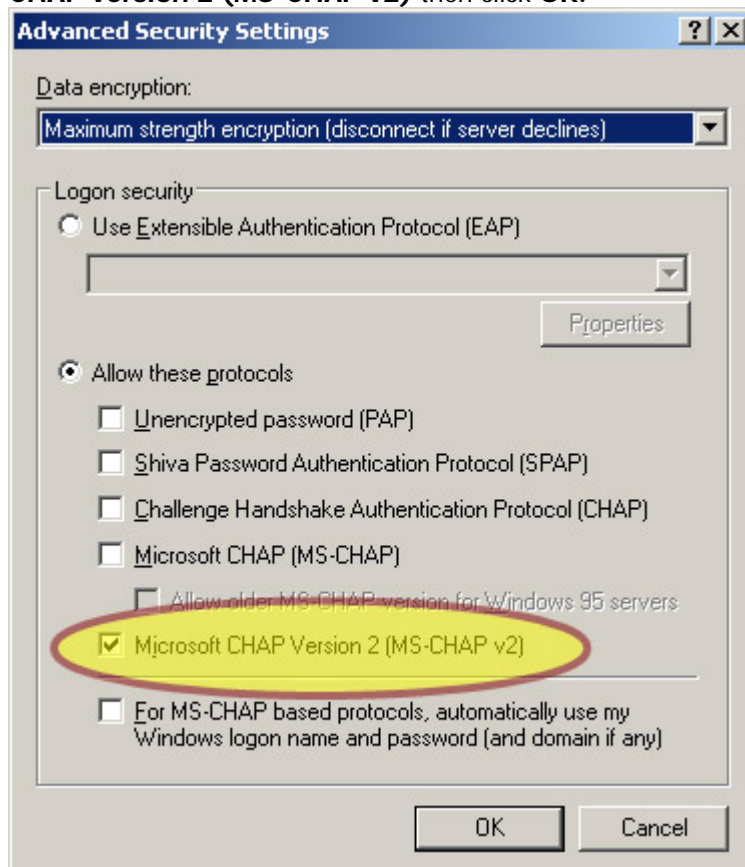 CHAP Version 2 (MS-CHAP v2) then click OK.
Advanced Security Settings
Data encryption:
Maximum strength encryption (disconnect if server declines)
Logon security
Use Extensible Authentication Protocol (EAP)
Properties
Allow these protocols
Unencrypted password (PAP)
Shiva Password Authentication Protocol (SPAP)
Challenge Handshake Authentication Protocol (CHAP)
Microsoft CHAP (MS-CHAP)
Allow older MS-CHAP version for Windows 95 servers
Microsoft CHAP Version 2 (MS-CHAP v2)
For MS-CHAP based protocols, automatically use my
Windows logon name and password (and domain if any)
OK Cancel